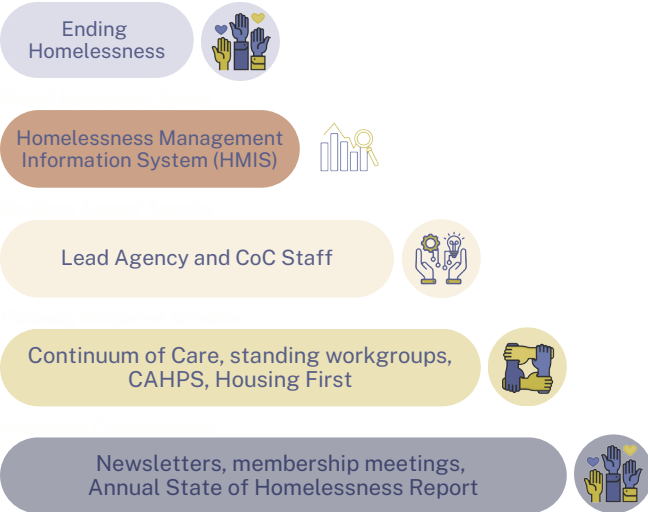 Ending
Homelessness
Homelessness Management
Information System (HMIS)
Lead Agency and CoC Staff
Continuum of Care, standing workgroups,
CAHPS, Housing First
Newsletters, membership meetings,
Annual State of Homelessness Report